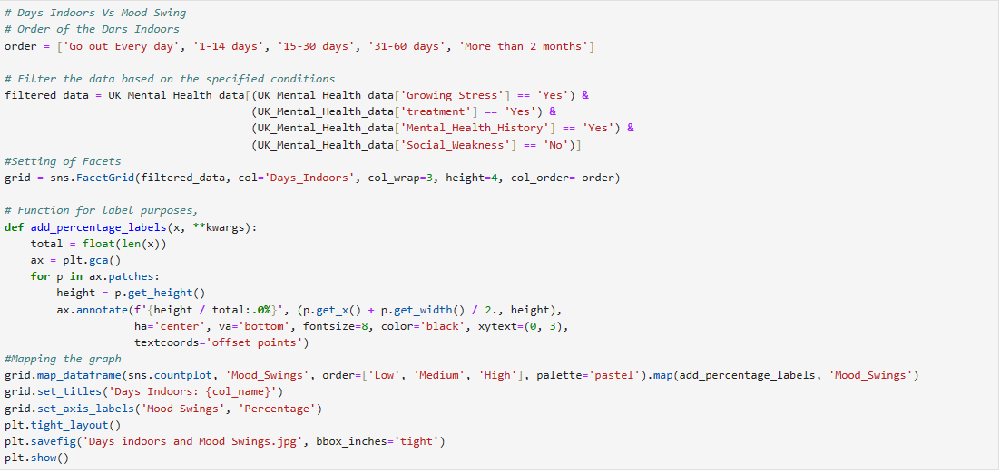 # Days Indoors Vs Mood Swing
# Order of the Dars Indoors
order = ['Go out Every day', '1-14 days', '15-30 days', '31-60 days', 'More than 2 months']

# Filter the data based on the specified conditions
filtered_data = UK_Mental_Health_data[(UK_Mental_Health_data['Growing_Stress'] == 'Yes') &
                                      (UK_Mental_Health_data['treatment'] == 'Yes') &
                                      (UK_Mental_Health_data['Mental_Health_History'] == 'Yes') &
                                      (UK_Mental_Health_data['Social_Weakness'] == 'No')]
#Setting of Facets
grid = sns.FacetGrid(filtered_data, col='Days_Indoors', col_wrap=3, height=4, col_order= order)

# Function for label purposes,
def add_percentage_labels(x, **kwargs):
    total = float(len(x))
    ax = plt.gca()
    for p in ax.patches:
        height = p.get_height()
        ax.annotate(f'{height / total:.0%}', (p.get_x() + p.get_width() / 2., height),
                    ha='center', va='bottom', fontsize=8, color='black', xytext=(0, 3),
                    textcoords='offset points')
#Mapping the graph
grid.map_dataframe(sns.countplot, 'Mood_Swings', order=['Low', 'Medium', 'High'], palette='pastel').map(add_percentage_labels, 'Mood_Swings')
grid.set_titles('Days Indoors: {col_name}')
grid.set_axis_labels('Mood Swings', 'Percentage')
plt.tight_layout()
plt.savefig('Days indoors and Mood Swings.jpg', bbox_inches='tight')
plt.show()